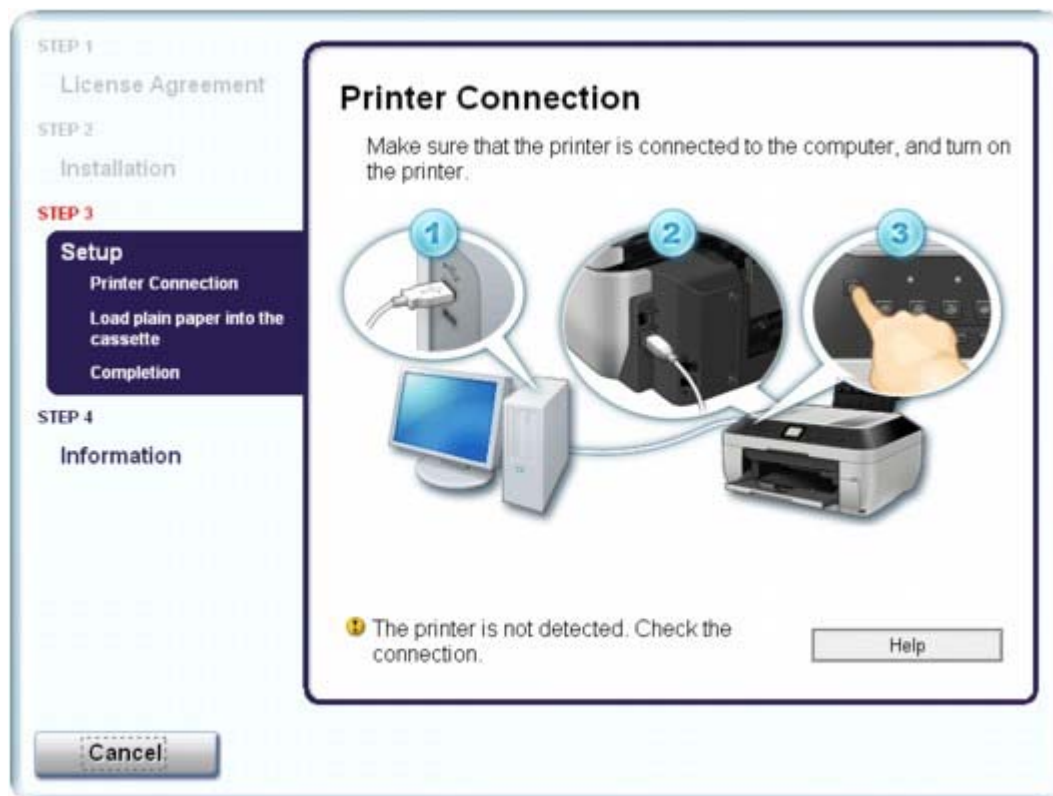 STEP 1
License Agreement
STEP 2
Installation
STEP 3
Setup
Printer Connection
Load plain paper into the
cassette
Completion
STEP 4
Information
Printer Connection
Make sure that the printer is connected to the computer, and turn on
the printer.
1
2
3
The printer is not detected. Check the
connection.
Help
Cancel